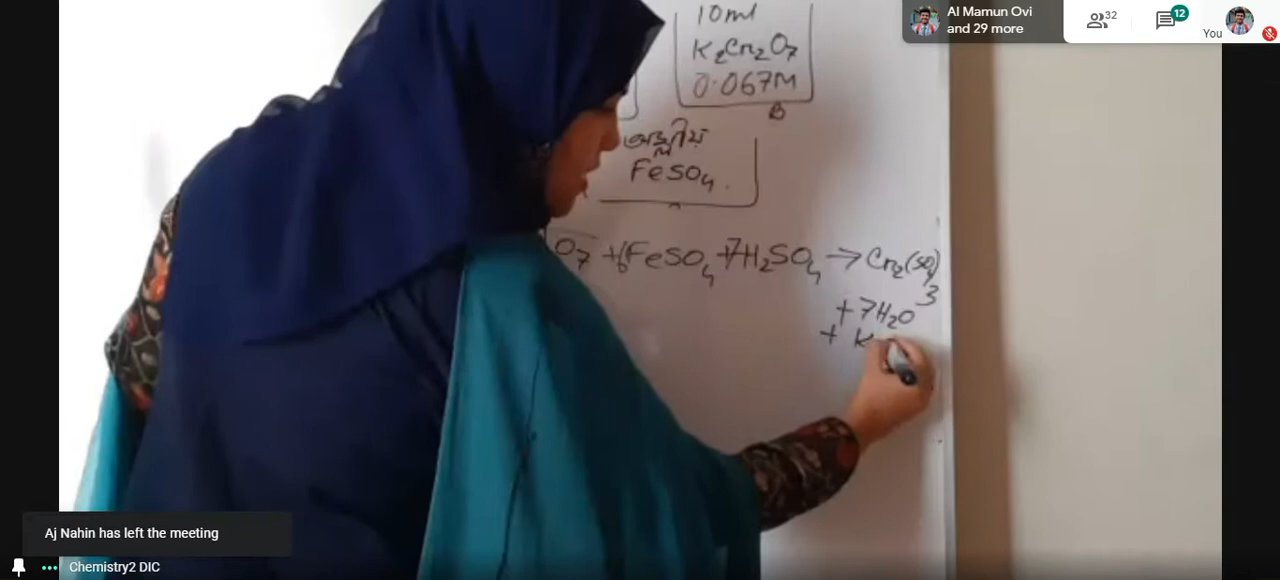 10ml
K₂Cr₂O₇
0.067M
B
অম্লীয়
FeSO₄
O₇ + 6FeSO₄ + 7H₂SO₄ → Cr₂(SO₄)3
+ 7H₂O
+ K
Al Mamun Ovi
and 29 more
32
12
You
Aj Nahin has left the meeting
Chemistry2 DIC